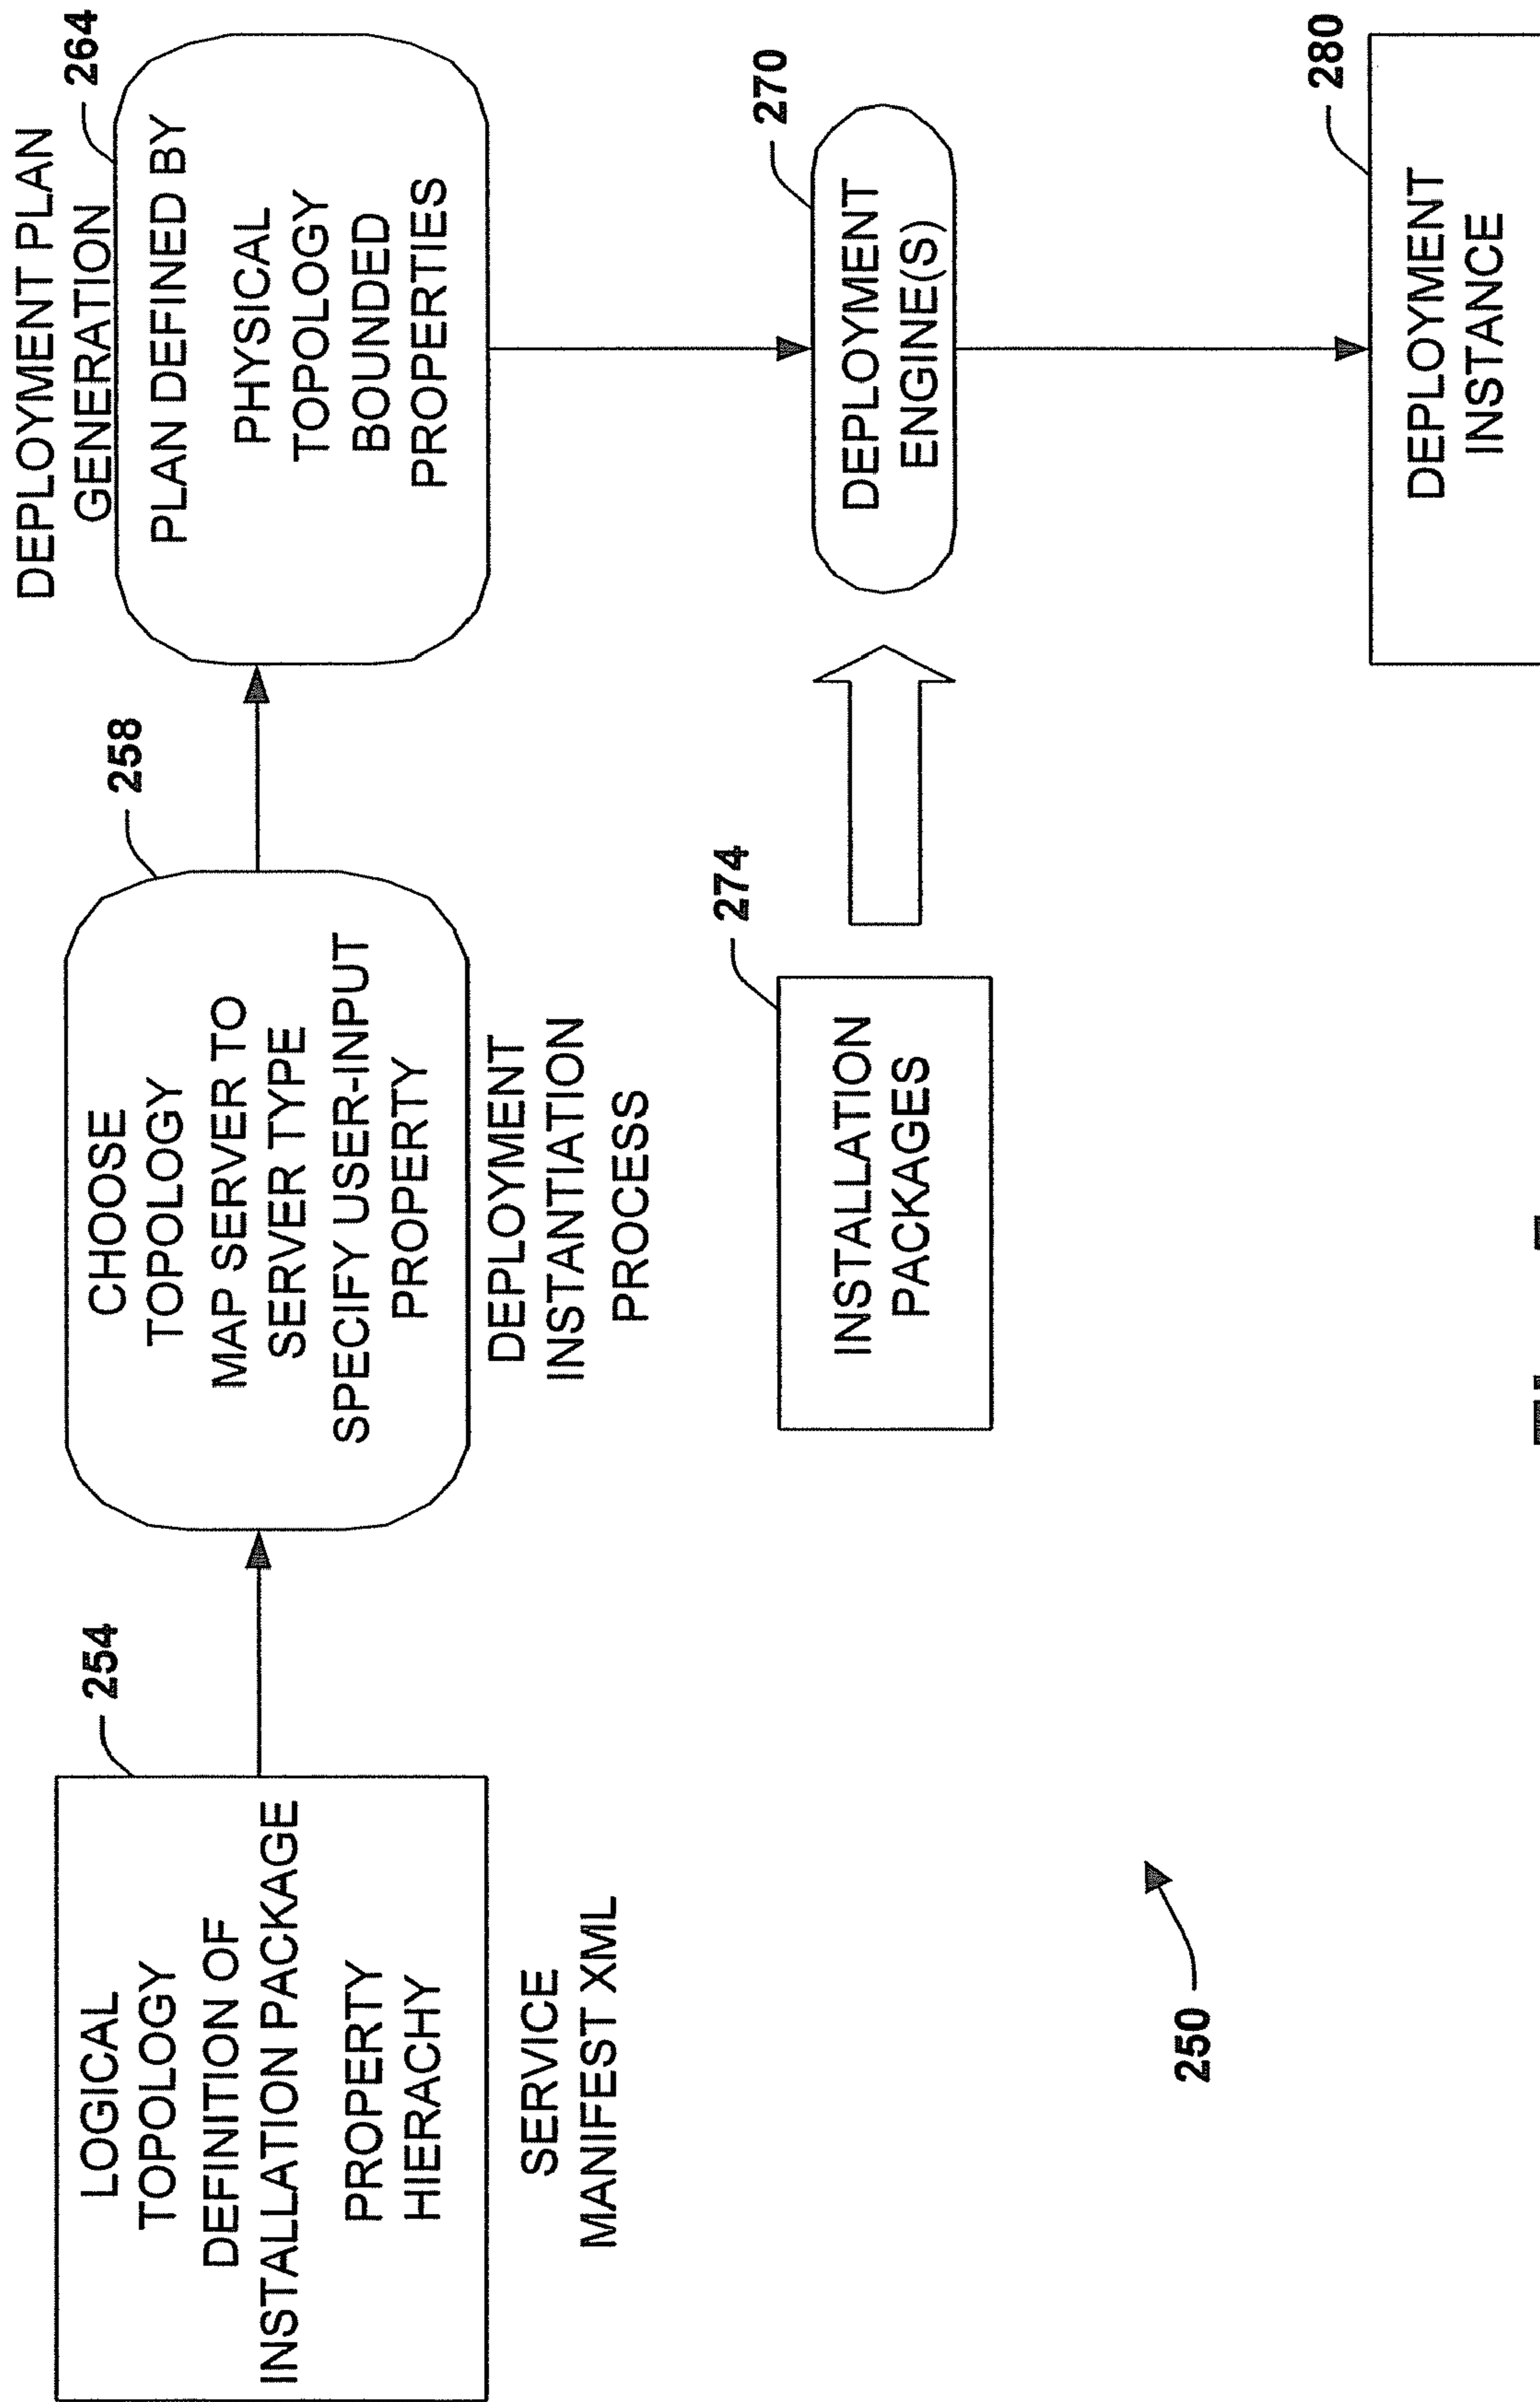 LOGICAL
TOPOLOGY
DEFINITION OF
INSTALLATION PACKAGE
PROPERTY
HIERACHY
254
SERVICE
MANIFEST XML
CHOOSE
TOPOLOGY
MAP SERVER TO
SERVER TYPE
SPECIFY USER-INPUT
PROPERTY
258
DEPLOYMENT
INSTANTIATION
PROCESS
DEPLOYMENT PLAN
GENERATION
264
PLAN DEFINED BY
PHYSICAL
TOPOLOGY
BOUNDED
PROPERTIES
274
INSTALLATION
PACKAGES
270
DEPLOYMENT
ENGINE(S)
280
DEPLOYMENT
INSTANCE
250